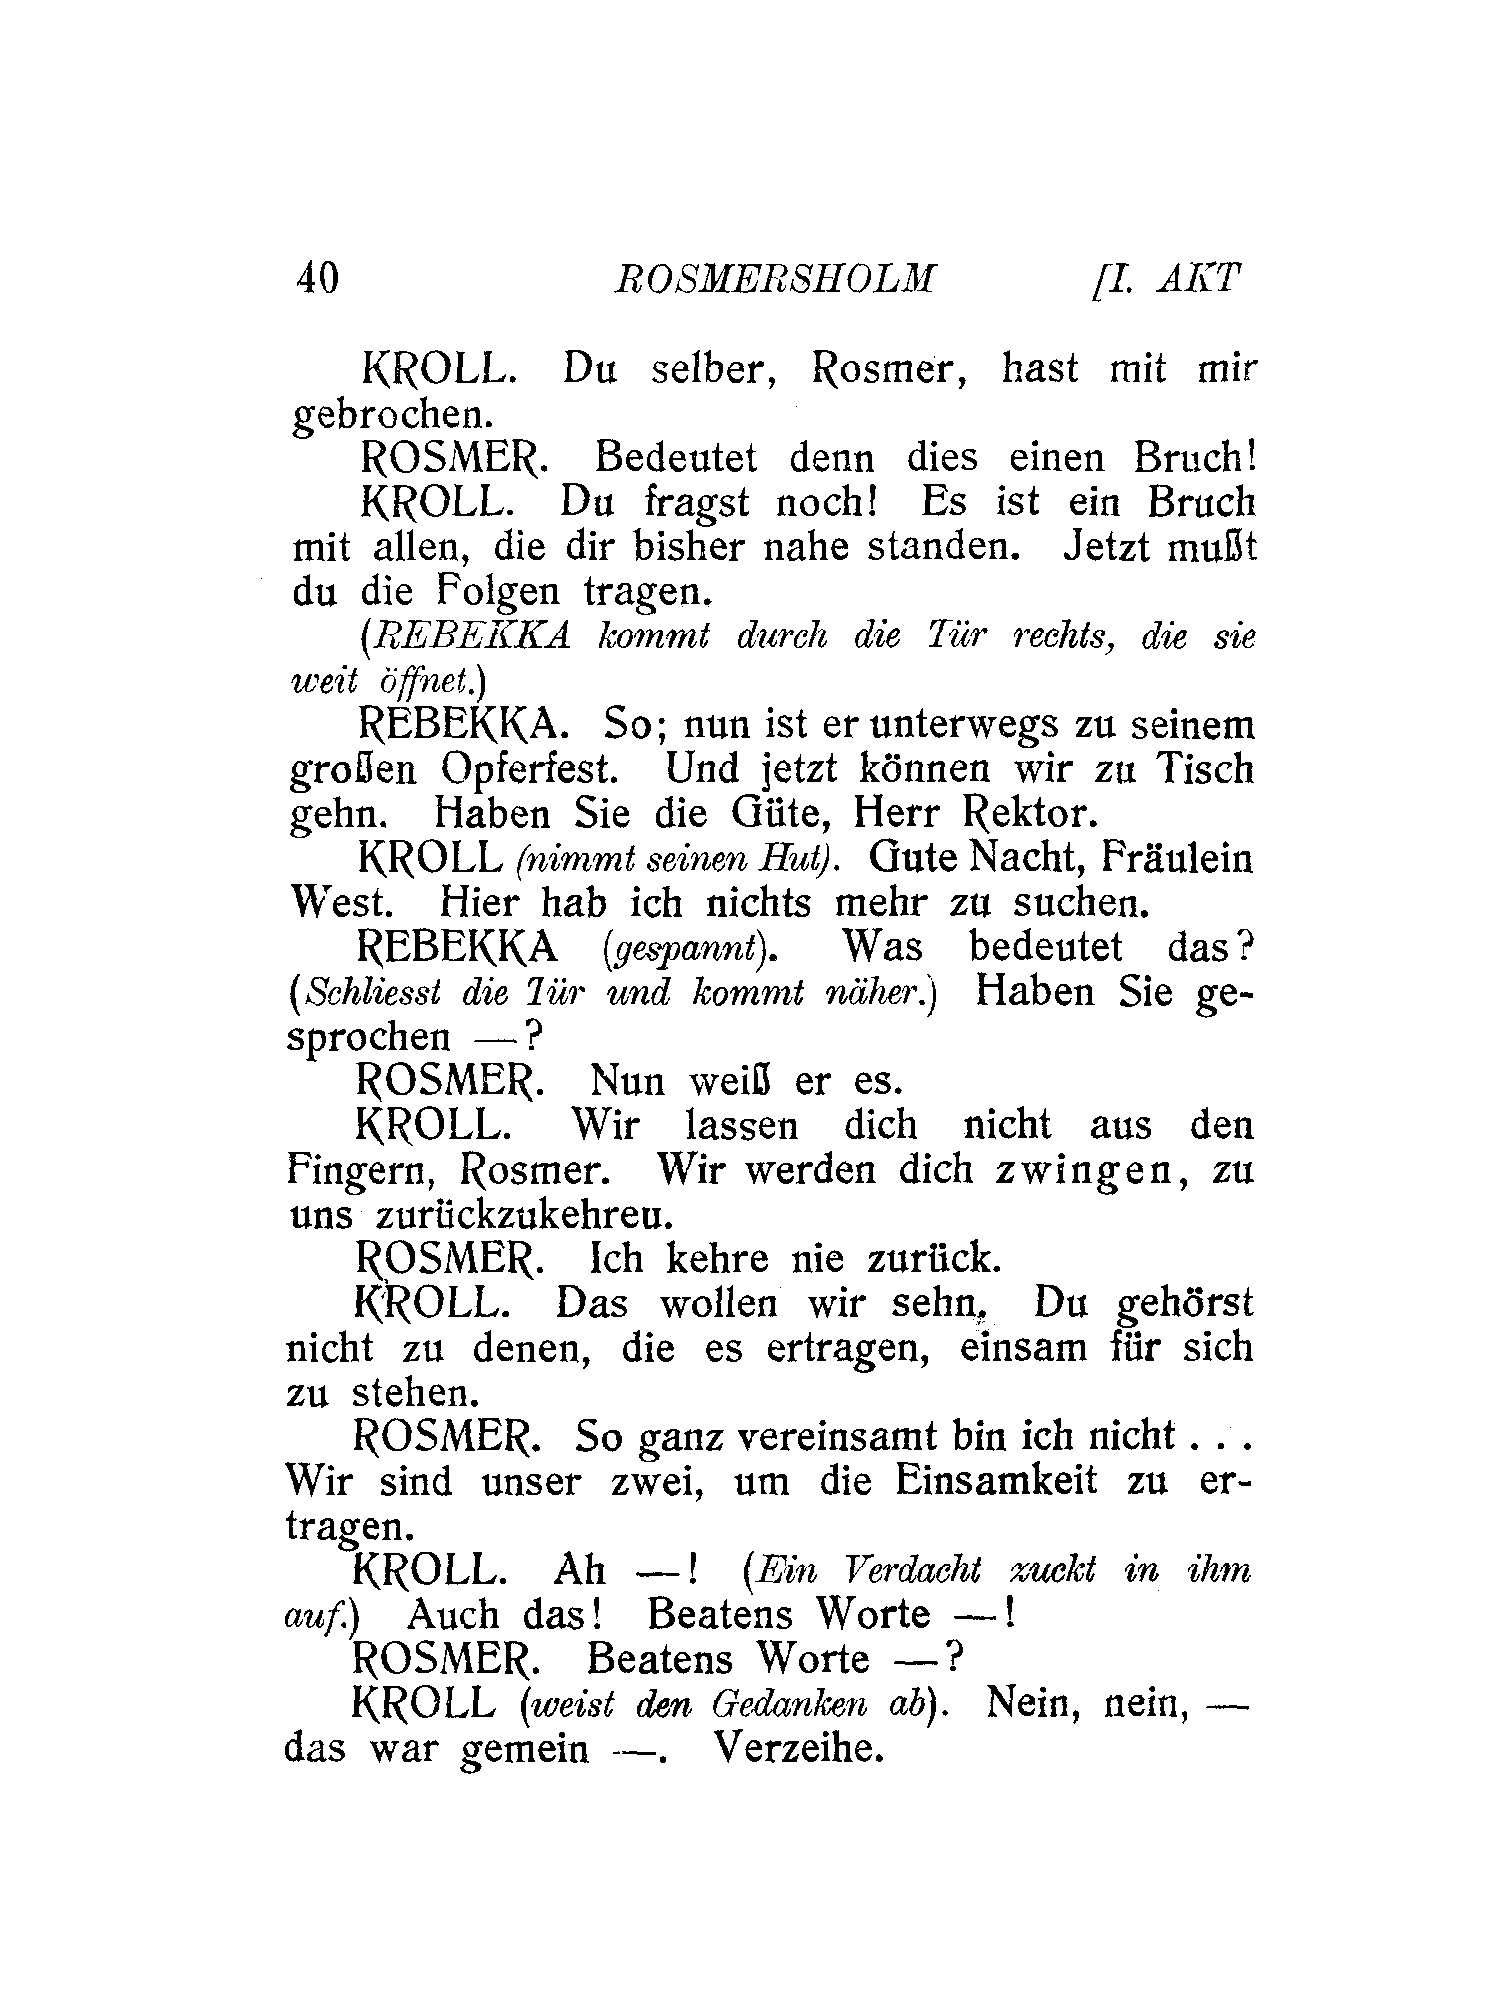 40 ROSMERSHOLM [I. AKT
KROLL. Du selber, Rosmer, hast mit mir
gebrochen.
ROSMER. Bedeutet denn dies einen Bruch!
KROLL. Du fragst noch! Es ist ein Bruch
mit allen, die dir bisher nahe standen. Jetzt mußt
du die Folgen tragen.
(REBEKKA kommt durch die Tür rechts, die sie
weit öffnet.)
REBEKKA. So; nun ist er unterwegs zu seinem
großen Opferfest. Und jetzt können wir zu Tisch
gehn. Haben Sie die Güte, Herr Rektor.
KROLL (nimmt seinen Hut). Gute Nacht, Fräulein
West. Hier hab ich nichts mehr zu suchen.
REBEKKA (gespannt). Was bedeutet das?
(Schliesst die Tür und kommt näher.) Haben Sie ge-
sprochen —?
ROSMER. Nun weiß er es.
KROLL. Wir lassen dich nicht aus den
Fingern, Rosmer. Wir werden dich zwingen, zu
uns zurückzukehreu.
ROSMER. Ich kehre nie zurück.
KROLL. Das wollen wir sehn. Du gehörst
nicht zu denen, die es ertragen, einsam für sich
zu stehen.
ROSMER. So ganz vereinsamt bin ich nicht . . .
Wir sind unser zwei, um die Einsamkeit zu er-
tragen.
KROLL. Ah —! (Ein Verdacht zuckt in ihm
auf.) Auch das! Beatens Worte —!
ROSMER. Beatens Worte —?
KROLL (weist den Gedanken ab). Nein, nein, —
das war gemein —. Verzeihe.